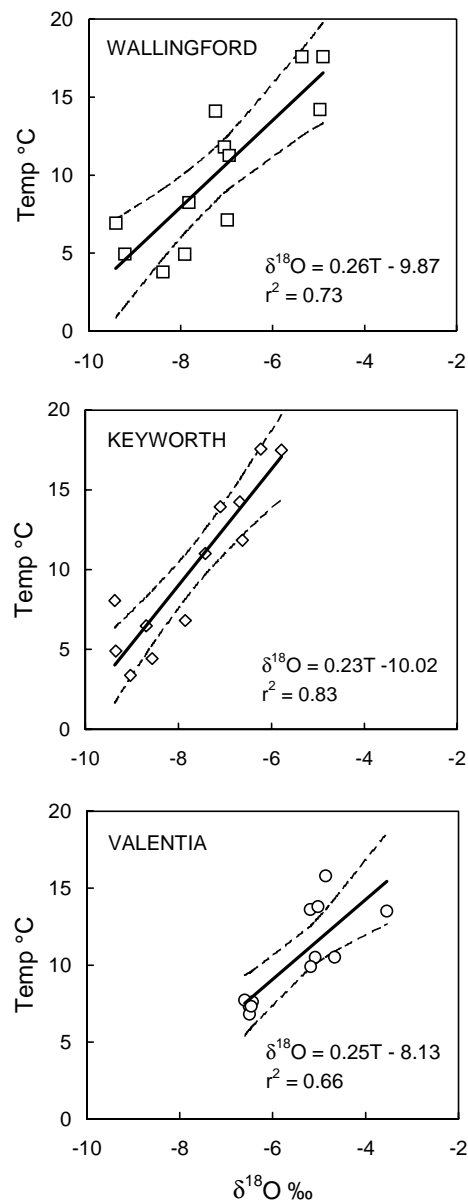 20
WALLINGFORD
15
10
Temp °C
5
δ¹⁸O = 0.26T - 9.87
r² = 0.73
0
-10 -8 -6 -4 -2
20
KEYWORTH
15
10
Temp °C
5
δ¹⁸O = 0.23T -10.02
r² = 0.83
0
-10 -8 -6 -4 -2
20
VALENTIA
15
10
Temp °C
5
δ¹⁸O = 0.25T - 8.13
r² = 0.66
0
-10 -8 -6 -4 -2
δ¹⁸O ‰